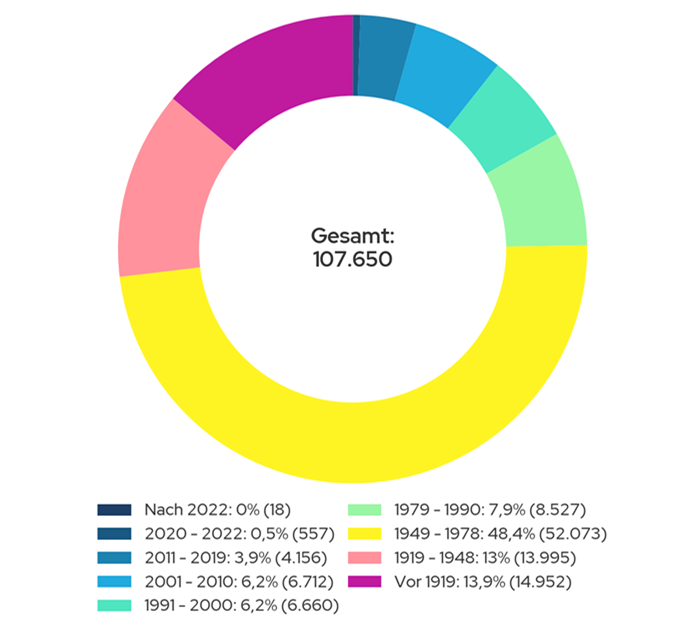 Gesamt:
107.650
Nach 2022: 0% (18)
2020 - 2022: 0,5% (557)
2011 - 2019: 3,9% (4.156)
2001 - 2010: 6,2% (6.712)
1991 - 2000: 6,2% (6.660)
1979 - 1990: 7,9% (8.527)
1949 - 1978: 48,4% (52.073)
1919 - 1948: 13% (13.995)
Vor 1919: 13,9% (14.952)